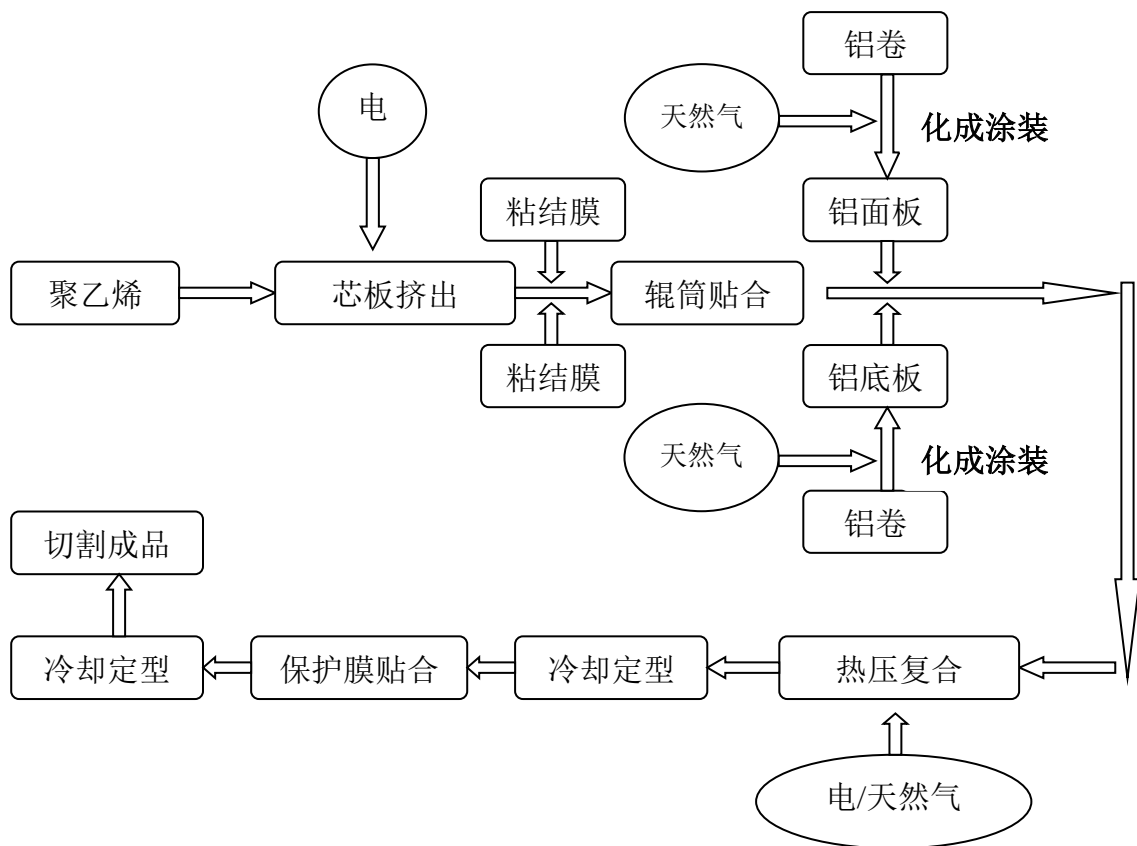 铝卷
电
天然气
化成涂装
粘结膜
铝面板
聚乙烯
芯板挤出
辊筒贴合
粘结膜
铝底板
天然气
化成涂装
铝卷
切割成品
冷却定型
保护膜贴合
冷却定型
热压复合
电/天然气